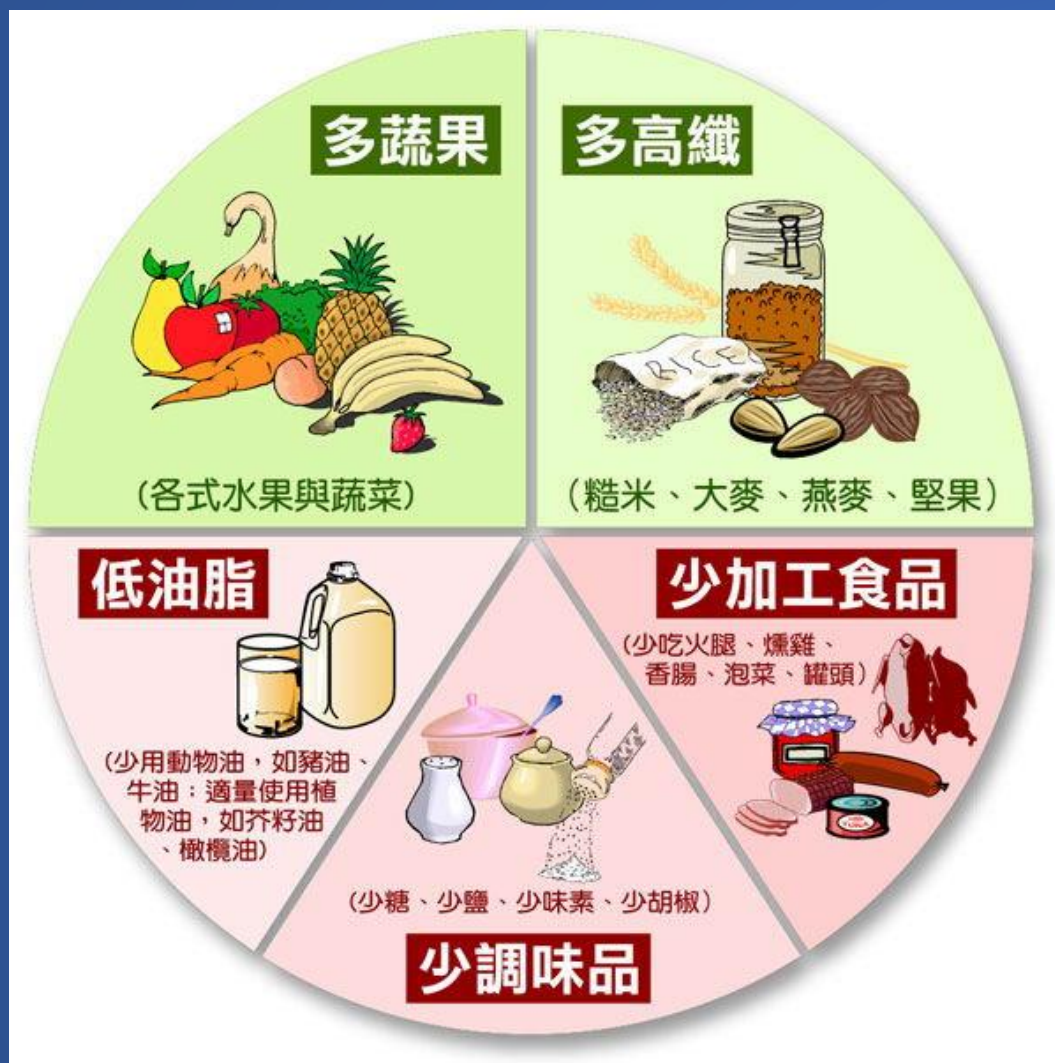 多蔬果
(各式水果與蔬菜)
多高纖
RICE
(糙米、大麥、燕麥、堅果)
低油脂
(少用動物油，如豬油、
牛油；適量使用植
物油，如芥籽油
、橄欖油)
(少糖、少鹽、少味素、少胡椒)
少調味品
少加工食品
(少吃火腿、燻雞、
香腸、泡菜、罐頭)
TUNA